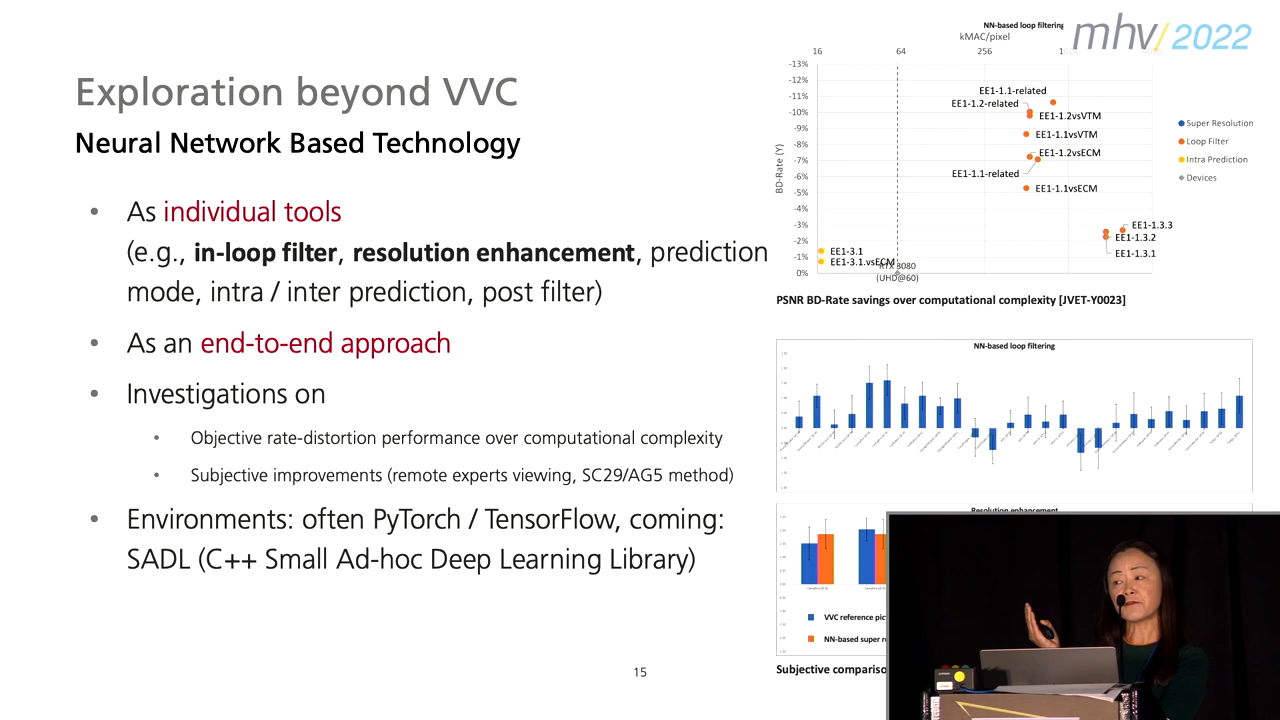 mhv/2022
Exploration beyond VVC
Neural Network Based Technology
• As individual tools
(e.g., in-loop filter, resolution enhancement, prediction
mode, intra / inter prediction, post filter)
• As an end-to-end approach
• Investigations on
• Objective rate-distortion performance over computational complexity
• Subjective improvements (remote experts viewing, SC29/AG5 method)
• Environments: often PyTorch / TensorFlow, coming:
SADL (C++ Small Ad-hoc Deep Learning Library)
15
NN-based loop filtering
kMAC/pixel
16 64 256
-13%
-12%
-11%
-10%
-9%
-8%
-7%
-6%
-5%
-4%
-3%
-2%
-1%
0%
BD-Rate (Y)
EE1-1.1-related
EE1-1.2-related
EE1-1.2vsVTM
EE1-1.1vsVTM
EE1-1.2vsECM
EE1-1.1-related
EE1-1.1vsECM
EE1-1.3.3
EE1-1.3.2
EE1-1.3.1
EE1-3.1
EE1-3.1.vsECM
RTX 3080
(UHD@60)
Super Resolution
Loop Filter
Intra Prediction
Devices
PSNR BD-Rate savings over computational complexity [JVET-Y0023]
NN-based loop filtering
Resolution enhancement
VVC reference pic
NN-based super r
Subjective compariso